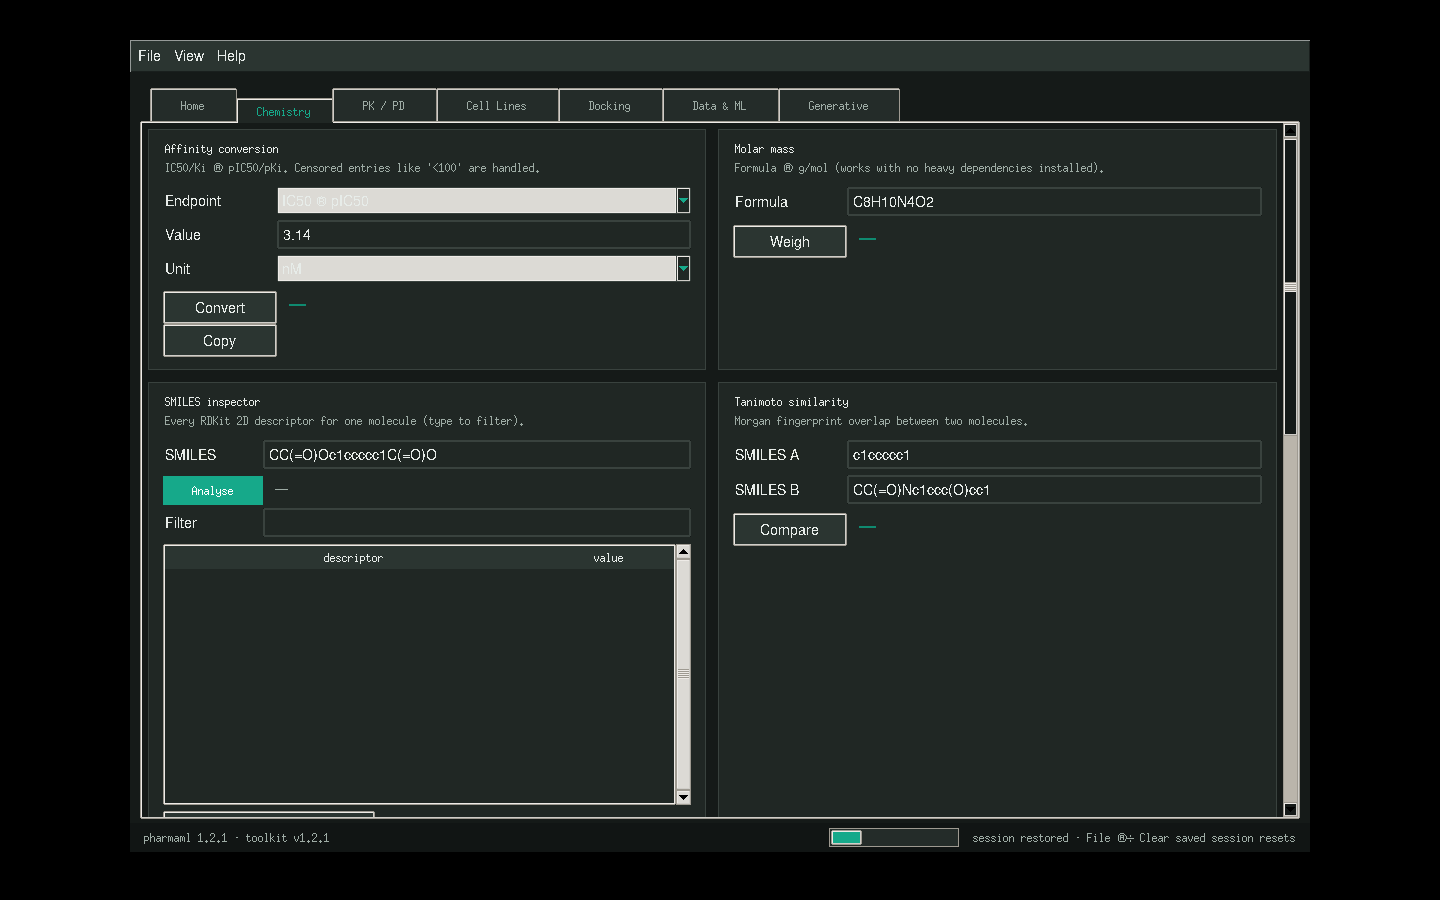 File View Help
Home Chemistry PK / PD Cell Lines Docking Data & ML Generative
Affinity conversion
IC50/Ki ® pIC50/pKi. Censored entries like '<100' are handled.
Endpoint IC50 ® pIC50
Value 3.14
Unit nM
Convert —
Copy
Molar mass
Formula ® g/mol (works with no heavy dependencies installed).
Formula C8H10N4O2
Weigh —
SMILES inspector
Every RDKit 2D descriptor for one molecule (type to filter).
SMILES CC(=O)Oc1ccccc1C(=O)O
Analyse —
Filter
descriptor value
Tanimoto similarity
Morgan fingerprint overlap between two molecules.
SMILES A c1ccccc1
SMILES B CC(=O)Nc1ccc(O)cc1
Compare —
pharmaml 1.2.1 · toolkit v1.2.1
session restored · File ®÷ Clear saved session resets